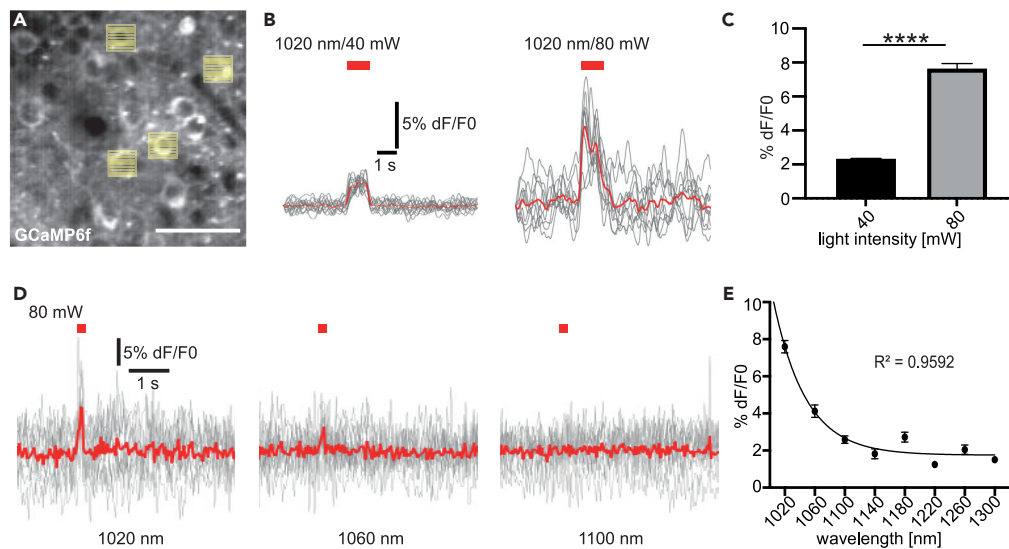 A
GCaMP6f
B
1020 nm/40 mW
1020 nm/80 mW
5% dF/F0
1 s
C
****
% dF/F0
10
8
6
4
2
0
40
80
light intensity [mW]
D
80 mW
5% dF/F0
1 s
1020 nm
1060 nm
1100 nm
E
% dF/F0
10
8
6
4
2
0
R² = 0.9592
1020
1060
1100
1140
1180
1220
1260
1300
wavelength [nm]